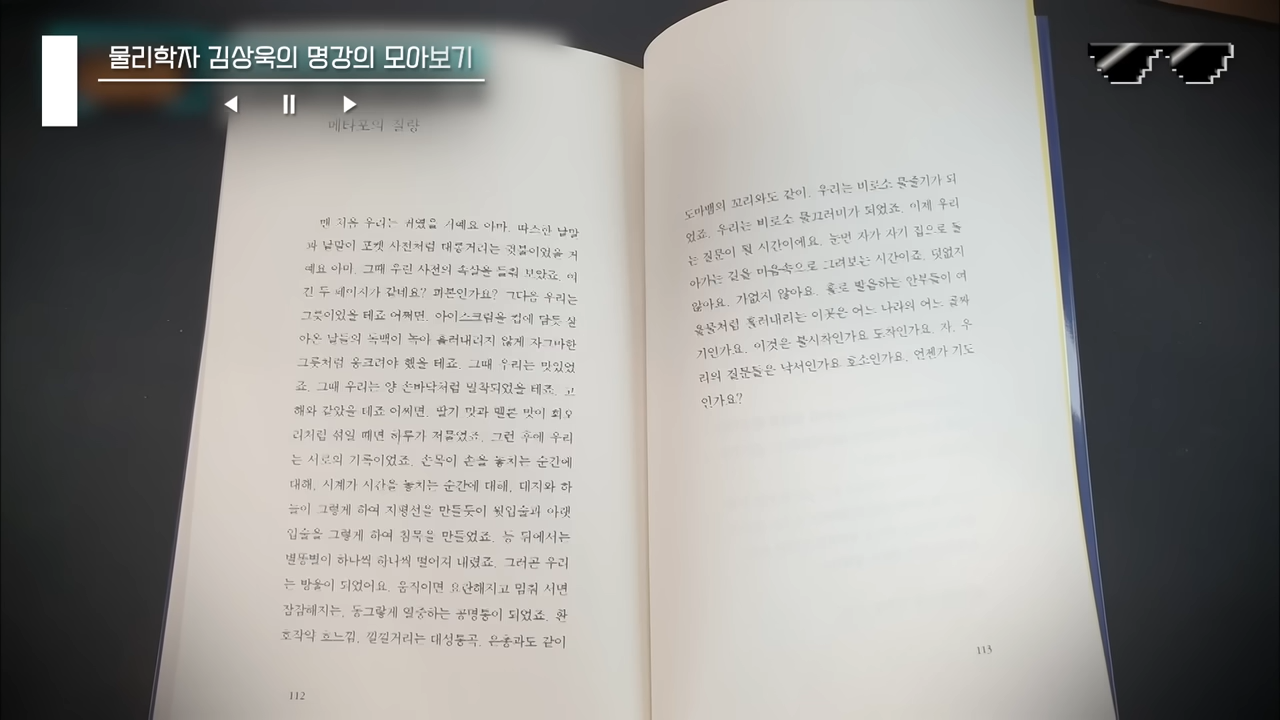 물리학자 김상욱의 명강의 모아보기
메타포의 질량
맨 처음 우리는 귀였을 거예요 아마. 따스한 낱말
과 낱말이 포켓 사전처럼 대롱거리는 귓불이었을 거
예요 아마. 그때 우린 사전의 속살을 들춰 보았죠. 여
긴 두 페이지가 같네요? 파본인가요? 그다음 우리는
그릇이었을 테죠 어쩌면. 아이스크림을 컵에 담듯 살
아온 날들의 독백이 녹아 흘러내리지 않게 자그마한
그릇처럼 웅크려야 했을 테죠. 그때 우리는 맛있었
죠. 그때 우리는 양 손바닥처럼 밀착되었을 테죠. 고
해와 같았을 테죠 어쩌면. 딸기 맛과 멜론 맛이 회오
리처럼 섞일 때면 하루가 저물었죠. 그런 후에 우리
는 서로의 기록이었죠. 손목이 손을 놓치는 순간에
대해, 시계가 시간을 놓치는 순간에 대해, 대지와 하
늘이 그렇게 하여 지평선을 만들듯이 윗입술과 아랫
입술을 그렇게 하여 침묵을 만들었죠. 등 뒤에서는
별똥별이 하나씩 하나씩 떨어져 내렸죠. 그러곤 우리
는 방울이 되었어요. 움직이면 요란해지고 멈춰 서면
잠잠해지는, 동그랗게 열중하는 공명통이 되었죠. 환
호작약 흐느낌, 낄낄거리는 대성통곡. 은총과도 같이
112
도마뱀의 꼬리와도 같이. 우리는 비로소 물줄기가 되
었죠. 우리는 비로소 물끄러미가 되었죠. 이제 우리
는 질문이 될 시간이에요. 눈먼 자가 자기 집으로 돌
아가는 길을 마음속으로 그려보는 시간이죠. 덧없지
않아요. 가엾지 않아요. 홀로 발음하는 안부들이 여
울물처럼 흘러내리는 이곳은 어느 나라의 어느 골짜
기인가요. 이것은 불시착인가요 도착인가요. 자, 우
리의 질문들은 낙서인가요 호소인가요. 언젠가 기도
인가요?
113